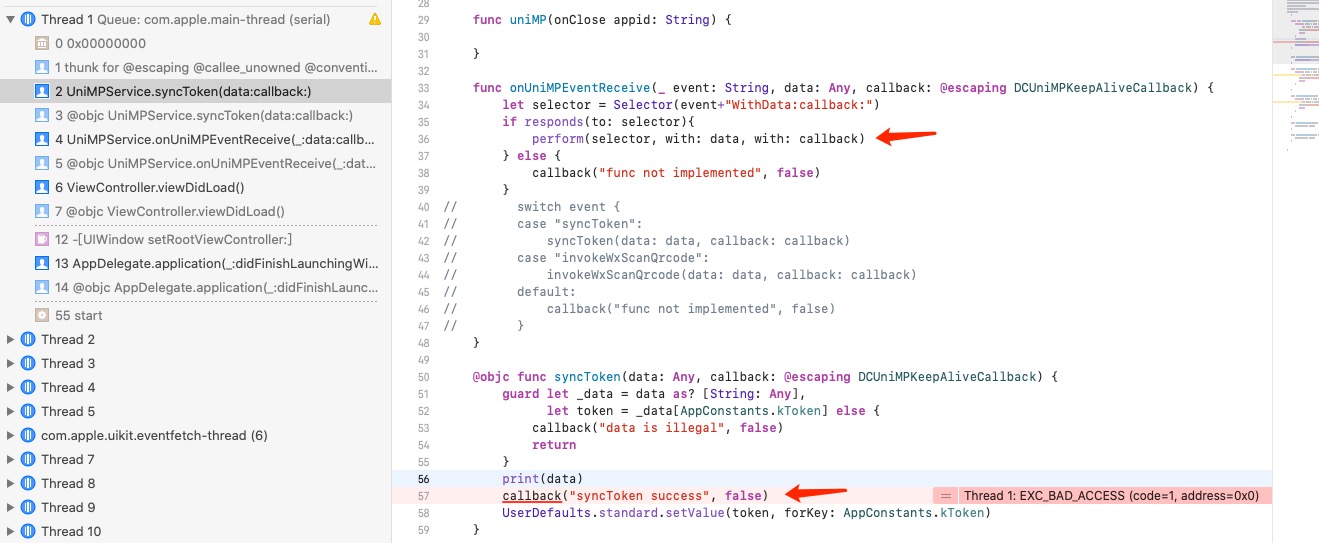 Thread 1 Queue: com.apple.main-thread (serial)
0 0x00000000
1 thunk for @escaping @callee_unowned @conventi...
2 UniMPService.syncToken(data:callback:)
3 @objc UniMPService.syncToken(data:callback:)
4 UniMPService.onUniMPEventReceive(_:data:callb...
5 @objc UniMPService.onUniMPEventReceive(_:dat...
6 ViewController.viewDidLoad()
7 @objc ViewController.viewDidLoad()
12 -[UIWindow setRootViewController:]
13 AppDelegate.application(_:didFinishLaunchingWi...
14 @objc AppDelegate.application(_:didFinishLaunc...
55 start
Thread 2
Thread 3
Thread 4
Thread 5
com.apple.uikit.eventfetch-thread (6)
Thread 7
Thread 8
Thread 9
Thread 10
28
29 func uniMP(onClose appid: String) {
30
31 }
32
33 func onUniMPEventReceive(_ event: String, data: Any, callback: @escaping DCUniMPKeepAliveCallback) {
34 let selector = Selector(event+"WithData:callback:")
35 if responds(to: selector){
36 perform(selector, with: data, with: callback)
37 } else {
38 callback("func not implemented", false)
39 }
40 // switch event {
41 // case "syncToken":
42 // syncToken(data: data, callback: callback)
43 // case "invokeWxScanQrcode":
44 // invokeWxScanQrcode(data: data, callback: callback)
45 // default:
46 // callback("func not implemented", false)
47 // }
48 }
49
50 @objc func syncToken(data: Any, callback: @escaping DCUniMPKeepAliveCallback) {
51 guard let _data = data as? [String: Any],
52 let token = _data[AppConstants.kToken] else {
53 callback("data is illegal", false)
54 return
55 }
56 print(data)
57 callback("syncToken success", false) = Thread 1: EXC_BAD_ACCESS (code=1, address=0x0)
58 UserDefaults.standard.setValue(token, forKey: AppConstants.kToken)
59 }